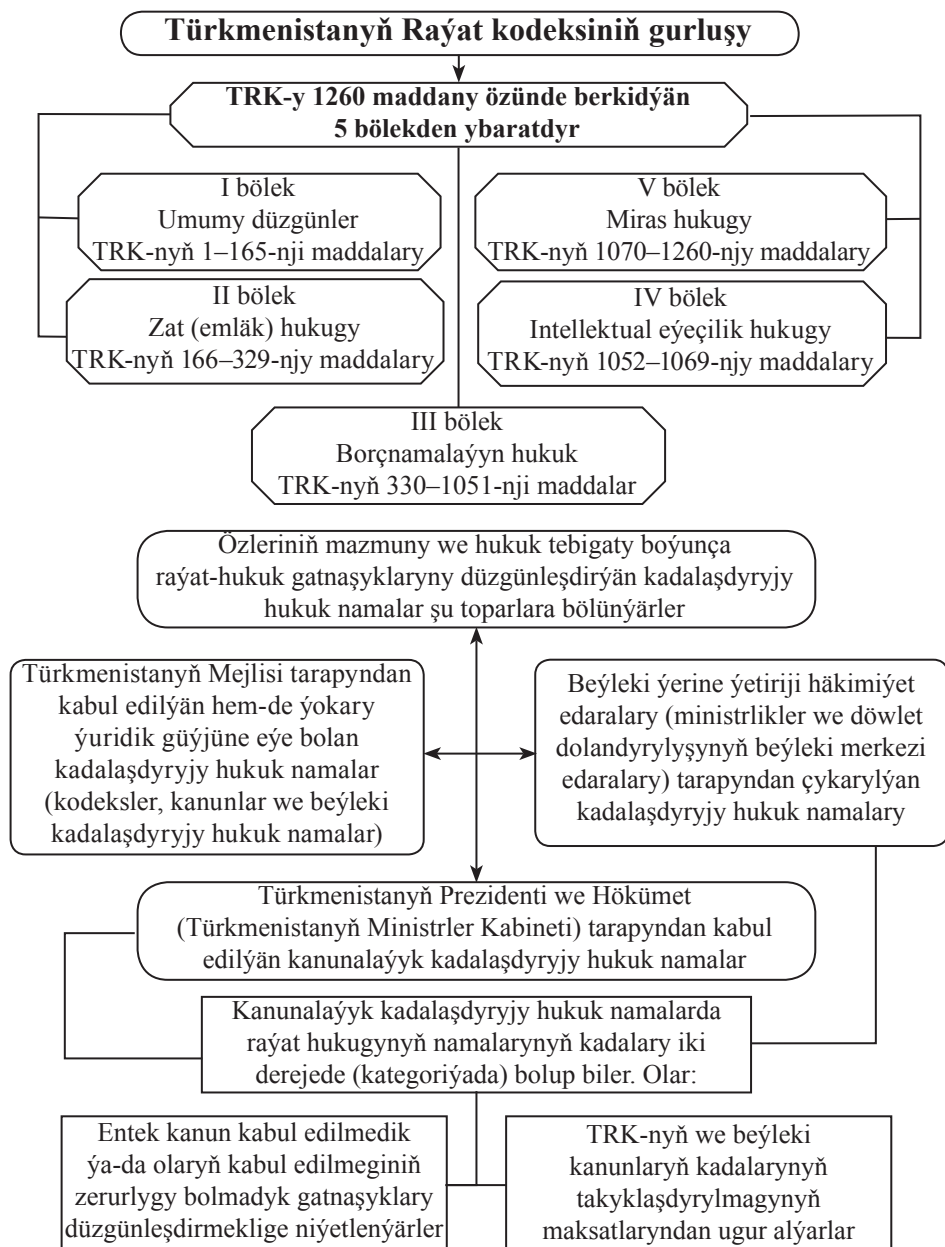 Türkmenistanyň Raýat kodeksiniň gurluşy
TRK-y 1260 maddany özünde berkidýän
5 bölekden ybaratdyr
I bölek
Umumy düzgünler
TRK-nyň 1–165-nji maddalary
V bölek
Miras hukugy
TRK-nyň 1070–1260-njy maddalary
II bölek
Zat (emläk) hukugy
TRK-nyň 166–329-njy maddalary
IV bölek
Intellektual eýeçilik hukugy
TRK-nyň 1052–1069-njy maddalary
III bölek
Borçnamalaýyn hukuk
TRK-nyň 330–1051-nji maddalar
Özleriniň mazmuny we hukuk tebigaty boýunça
raýat-hukuk gatnaşyklaryny düzgünleşdirýän kadalaşdyryjy
hukuk namalar şu toparlara bölünýärler
Türkmenistanyň Mejlisi tarapyndan
kabul edilýän hem-de ýokary
ýuridik güýjüne eýe bolan
kadalaşdyryjy hukuk namalar
(kodeksler, kanunlar we beýleki
kadalaşdyryjy hukuk namalar)
Beýleki ýerine ýetiriji häkimiýet
edaralary (ministrlikler we döwlet
dolandyrylyşynyň beýleki merkezi
edaralary) tarapyndan çykarylýan
kadalaşdyryjy hukuk namalary
Türkmenistanyň Prezidenti we Hökümet
(Türkmenistanyň Ministrler Kabineti) tarapyndan kabul
edilýän kanunalaýyk kadalaşdyryjy hukuk namalar
Kanunalaýyk kadalaşdyryjy hukuk namalarda
raýat hukugynyň namalarynyň kadalary iki
derejede (kategoriýada) bolup biler. Olar:
Entek kanun kabul edilmedik
ýa-da olaryň kabul edilmeginiň
zerurlygy bolmadyk gatnaşyklary
düzgünleşdirmeklige niýetlenýärler
TRK-nyň we beýleki
kanunlaryň kadalarynyň
takyklaşdyrylmagynyň
maksatlaryndan ugur alýarlar